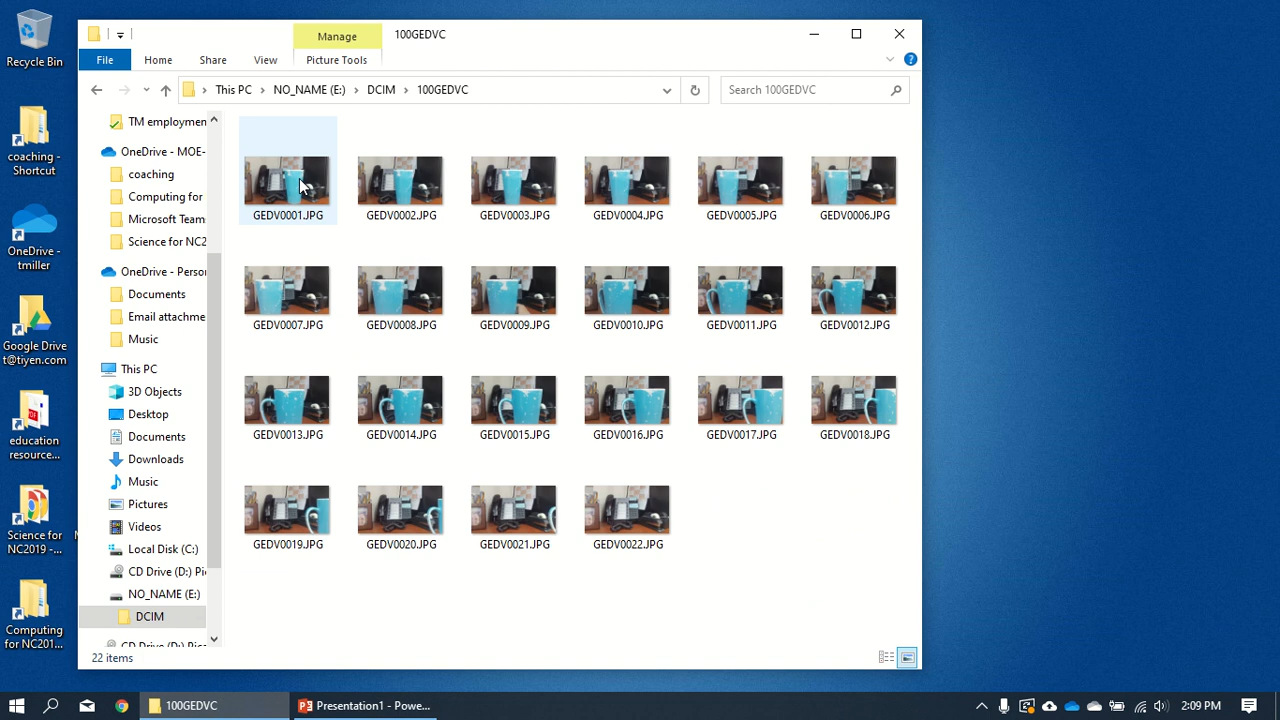 Recycle Bin
coaching -
Shortcut
OneDrive -
tmiller
Google Drive
t@tiyen.com
education
resource...
Science for
NC2019 -...
Computing
for NC201...
Manage
100GEDVC
File
Home
Share
View
Picture Tools
This PC
NO_NAME (E:)
DCIM
100GEDVC
Search 100GEDVC
TM employmen
OneDrive - MOE-
coaching
Computing for
Microsoft Teams
Science for NC2
OneDrive - Person
Documents
Email attachme
Music
This PC
3D Objects
Desktop
Documents
Downloads
Music
Pictures
Videos
Local Disk (C:)
CD Drive (D:) Pi
NO_NAME (E:)
DCIM
GEDV0001.JPG
GEDV0002.JPG
GEDV0003.JPG
GEDV0004.JPG
GEDV0005.JPG
GEDV0006.JPG
GEDV0007.JPG
GEDV0008.JPG
GEDV0009.JPG
GEDV0010.JPG
GEDV0011.JPG
GEDV0012.JPG
GEDV0013.JPG
GEDV0014.JPG
GEDV0015.JPG
GEDV0016.JPG
GEDV0017.JPG
GEDV0018.JPG
GEDV0019.JPG
GEDV0020.JPG
GEDV0021.JPG
GEDV0022.JPG
22 items
100GEDVC
Presentation1 - Powe...
2:09 PM